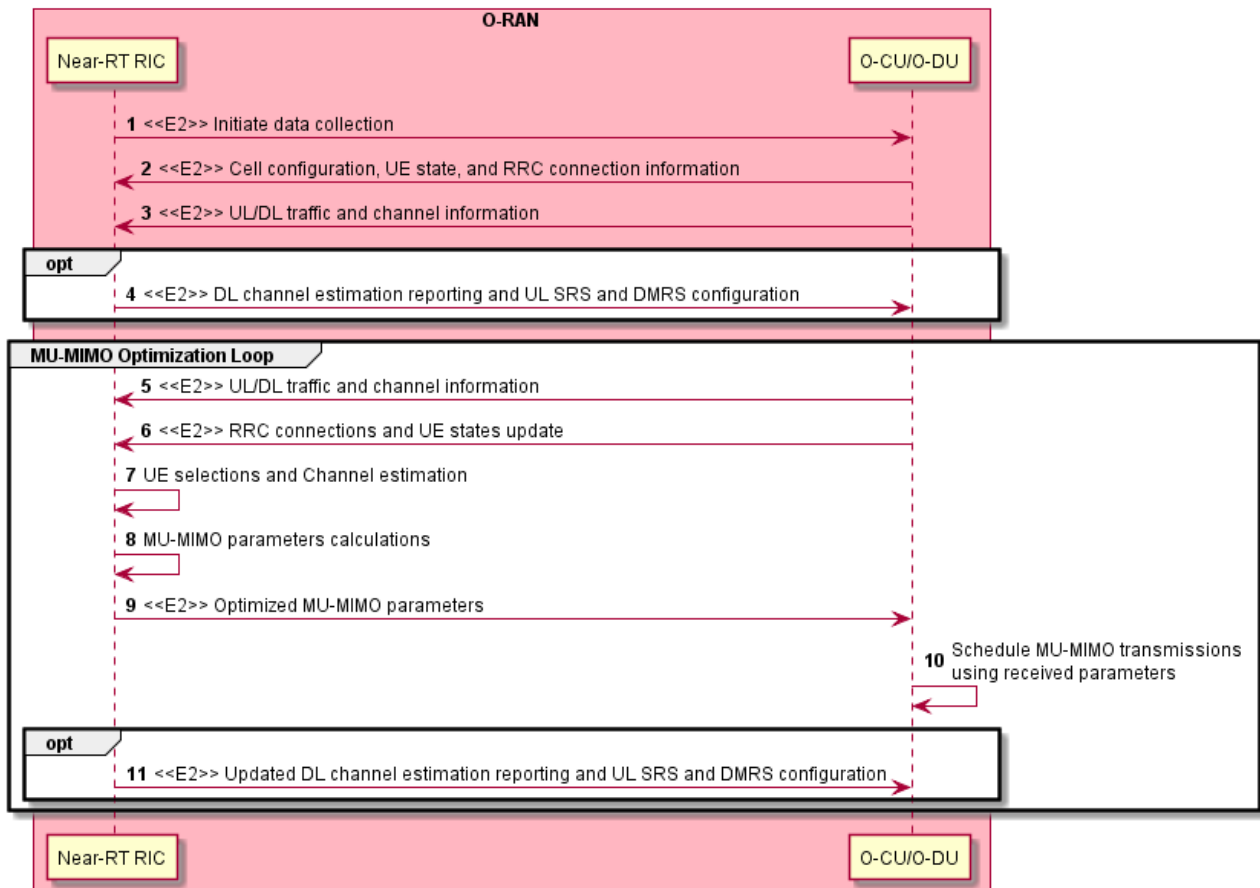 O-RAN
Near-RT RIC
O-CU/O-DU
1 <<E2>> Initiate data collection
2 <<E2>> Cell configuration, UE state, and RRC connection information
3 <<E2>> UL/DL traffic and channel information
opt
4 <<E2>> DL channel estimation reporting and UL SRS and DMRS configuration
MU-MIMO Optimization Loop
5 <<E2>> UL/DL traffic and channel information
6 <<E2>> RRC connections and UE states update
7 UE selections and Channel estimation
8 MU-MIMO parameters calculations
9 <<E2>> Optimized MU-MIMO parameters
10 Schedule MU-MIMO transmissions
using received parameters
opt
11 <<E2>> Updated DL channel estimation reporting and UL SRS and DMRS configuration
Near-RT RIC
O-CU/O-DU